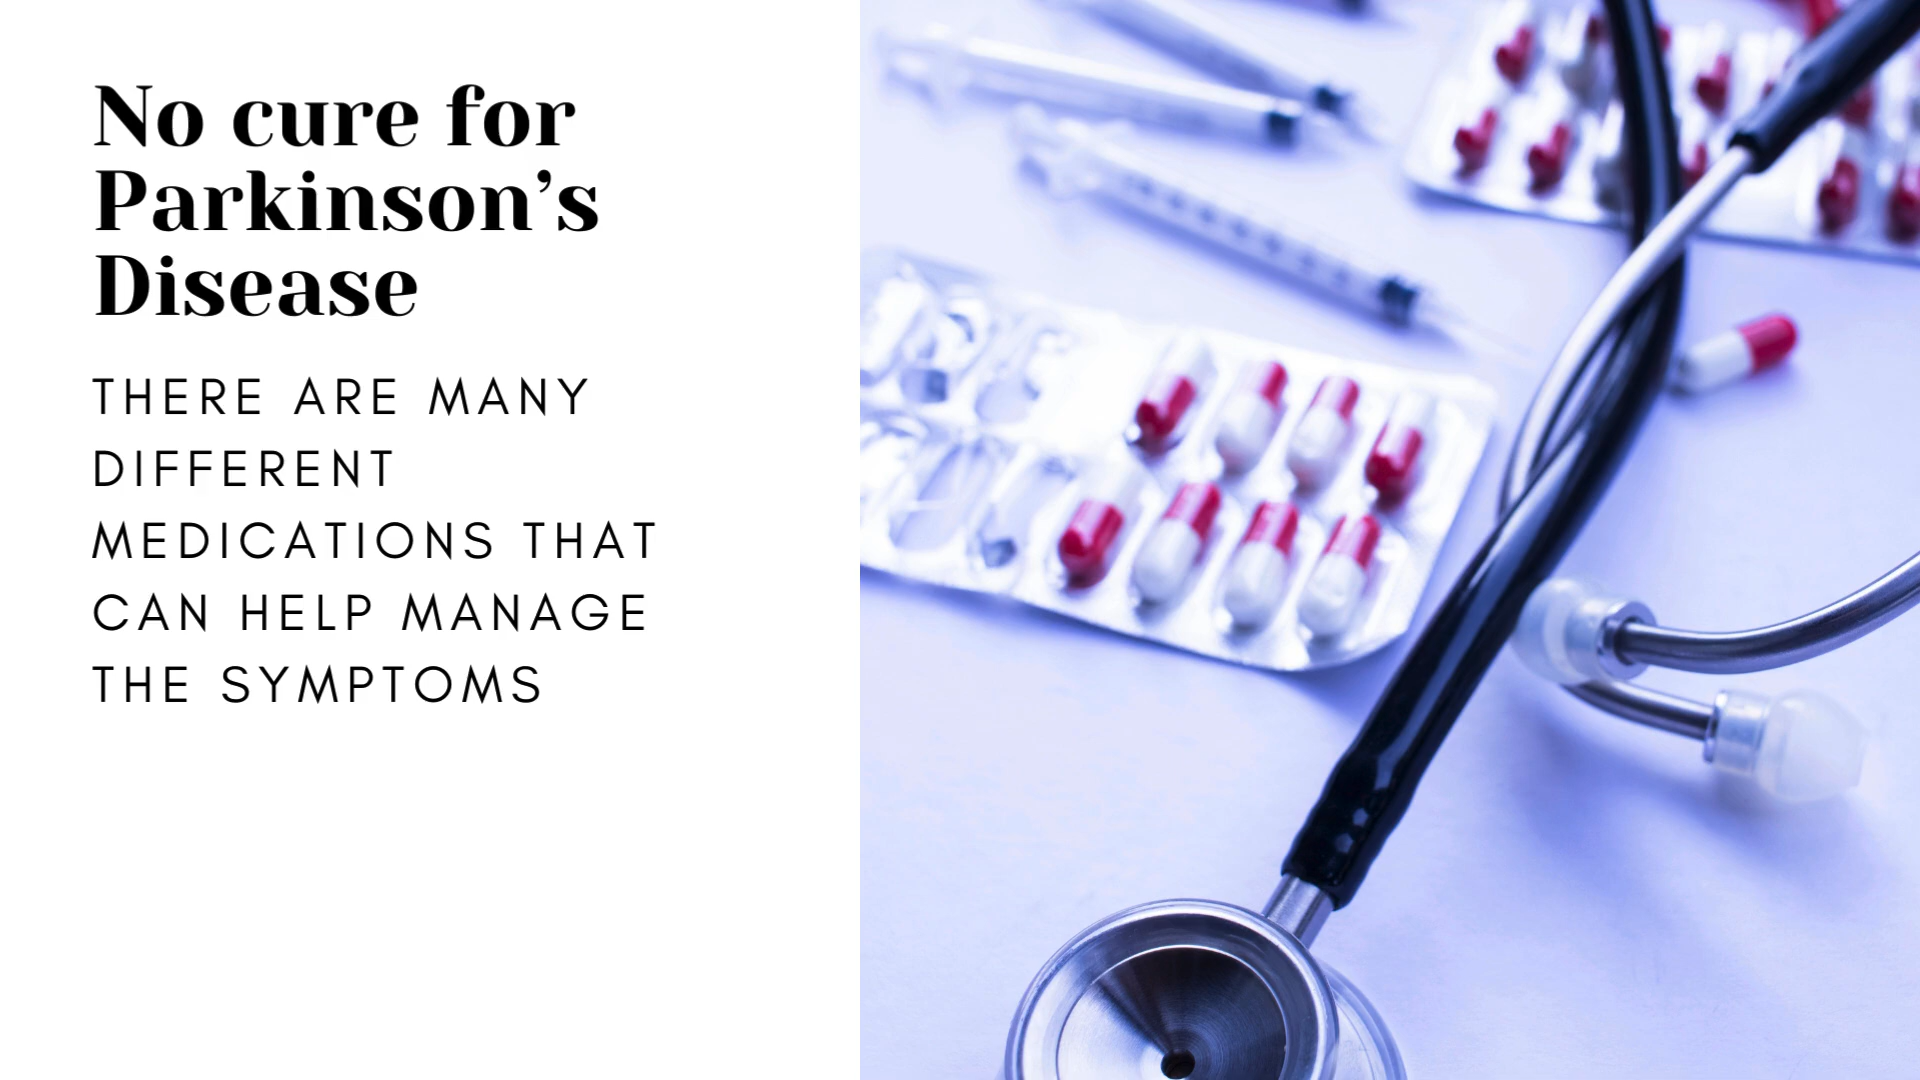 No cure for
Parkinson’s
Disease
THERE ARE MANY
DIFFERENT
MEDICATIONS THAT
CAN HELP MANAGE
THE SYMPTOMS